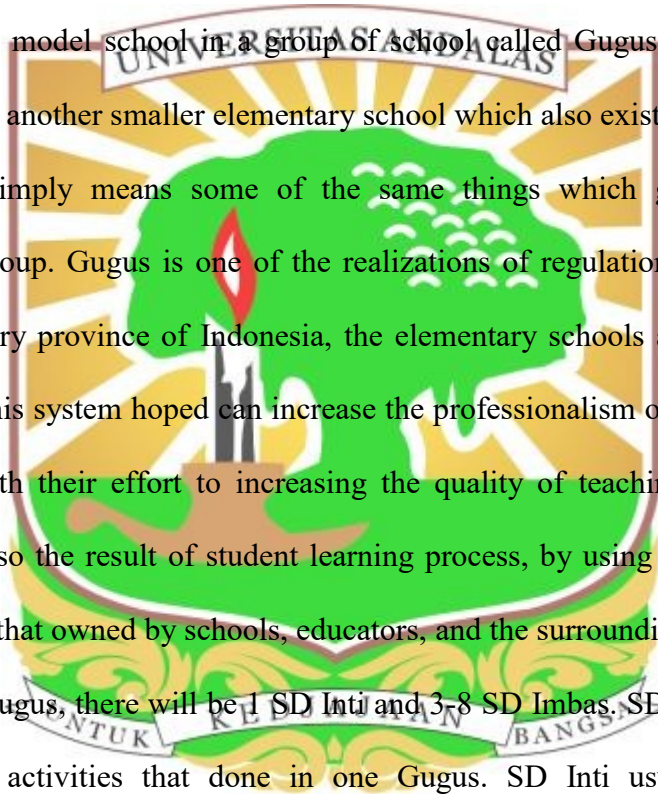 model school in a group of school called Gugus
UNIVERSITAS ANDALAS
another smaller elementary school which also exist
imply means some of the same things which
oup. Gugus is one of the realizations of regulation
ry province of Indonesia, the elementary schools
his system hoped can increase the professionalism o
th their effort to increasing the quality of teachin
so the result of student learning process, by using
that owned by schools, educators, and the surroundi
ugus, there will be 1 SD Inti and 3-8 SD Imbas. SD
UNTUK KEDJAJAAN BANGSA
activities that done in one Gugus. SD Inti us